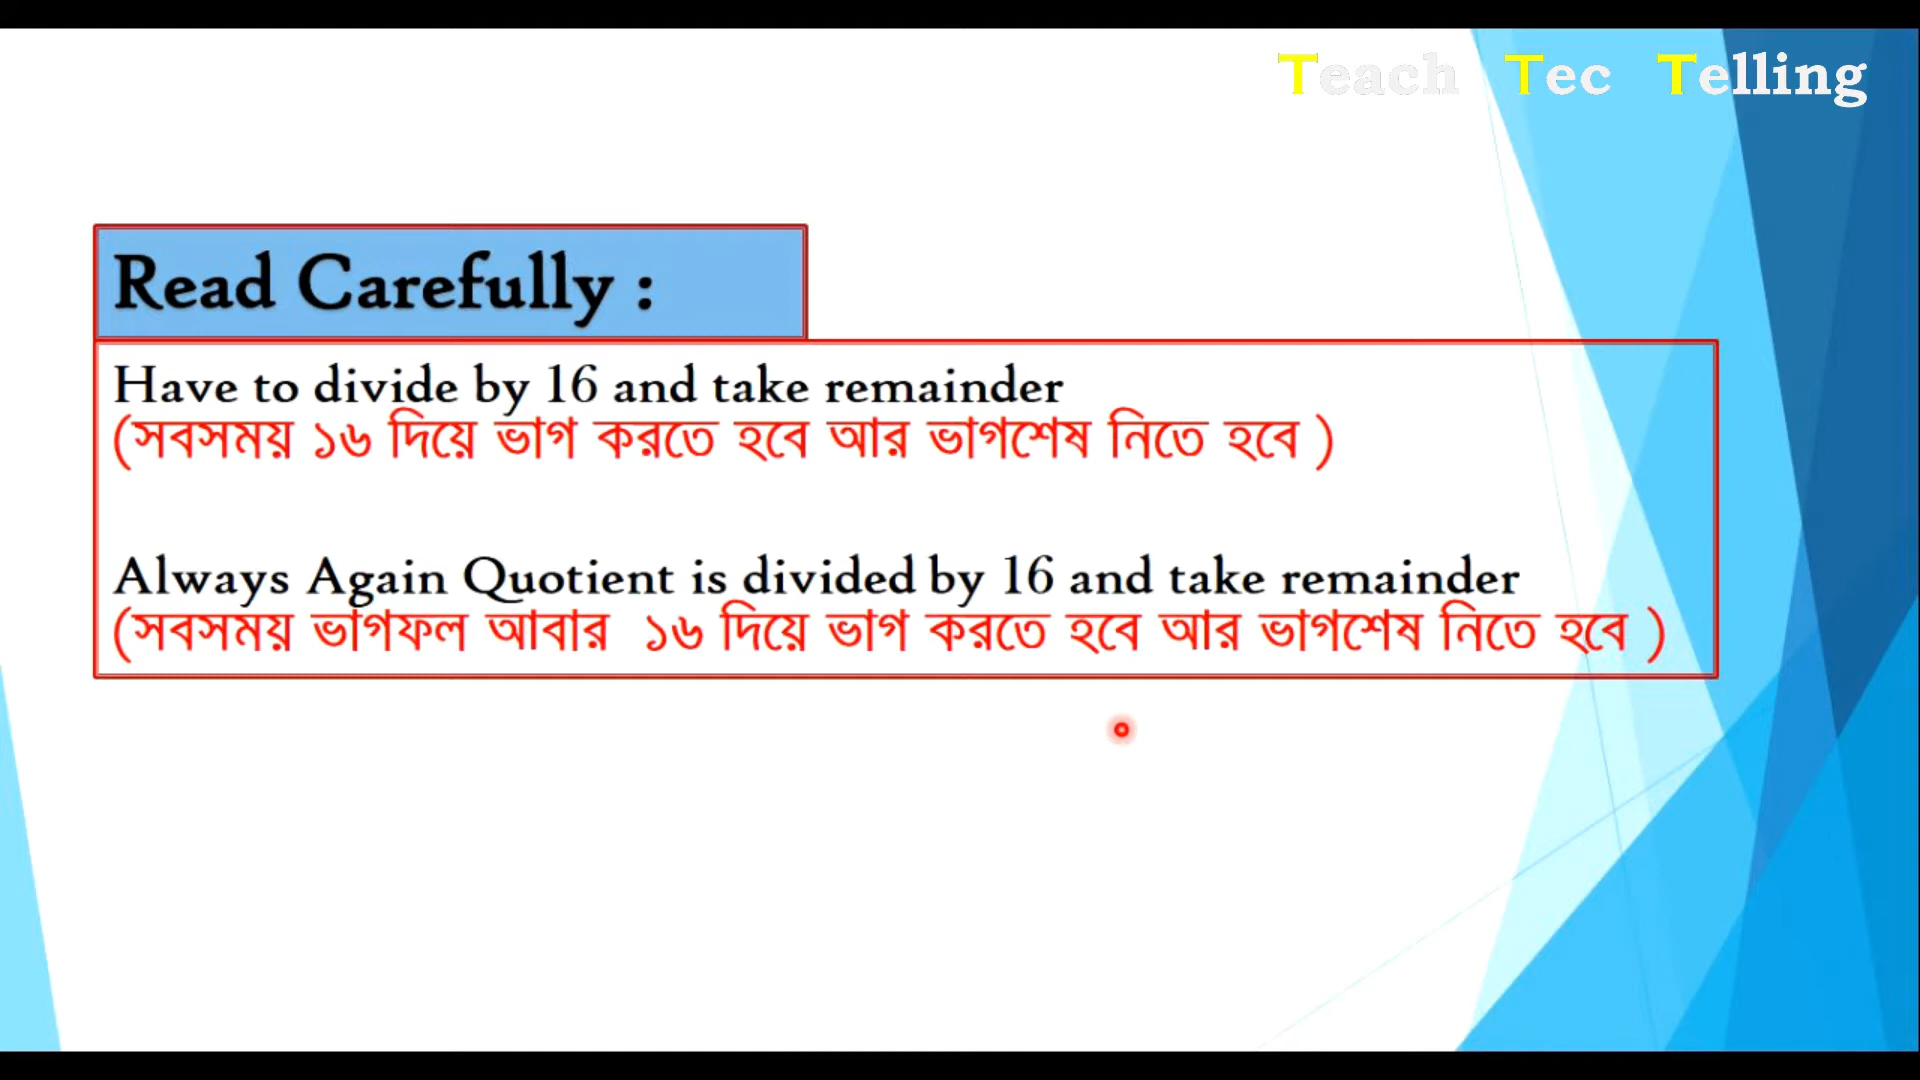 Teach Tec Telling
Read Carefully :
Have to divide by 16 and take remainder
(সবসময় ১৬ দিয়ে ভাগ করতে হবে আর ভাগশেষ নিতে হবে )
Always Again Quotient is divided by 16 and take remainder
(সবসময় ভাগফল আবার ১৬ দিয়ে ভাগ করতে হবে আর ভাগশেষ নিতে হবে )